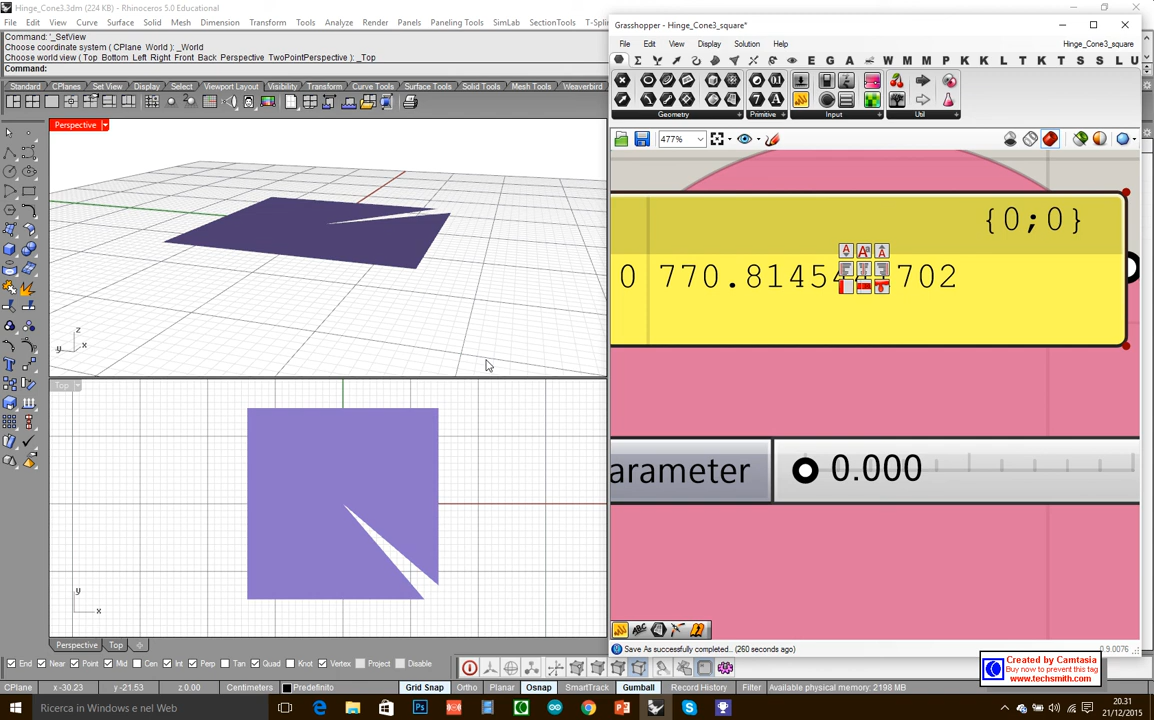 Hinge_Cone3.3dm (224 KB) - Rhinoceros 5.0 Educational
File Edit View Curve Surface Solid Mesh Dimension Transform Tools Analyze Render Panels Paneling Tools SimLab SectionTools T-Spli
Command: '_SetView
Choose coordinate system ( CPlane World ): _World
Choose world view ( Top Bottom Left Right Front Back Perspective TwoPointPerspective ): _Top
Command:
Standard CPlanes Set View Display Select Viewport Layout Visibility Transform Curve Tools Surface Tools Solid Tools Mesh Tools Weaverbird
Perspective
z
y x
Top
y
x
Perspective Top
End Near Point Mid Cen Int Perp Tan Quad Knot Vertex Project Disable
CPlane x -30.23 y -21.53 z 0.00 Centimeters Predefinito Grid Snap Ortho Planar Osnap SmartTrack Gumball Record History Filter Available physical memory: 2198 MB
Grasshopper - Hinge_Cone3_square*
File Edit View Display Solution Help Hinge_Cone3_square
E G A M W M M P K K L K T S S L U T
Geometry Primitive Input Util
477%
{0;0}
arameter 0.000
Save As successfully completed... (260 seconds ago)
0.9.0076
Created by Camtasia
Buy now to prevent this tag
www.techsmith.com
Ricerca in Windows e nel Web
20.31
21/12/2015